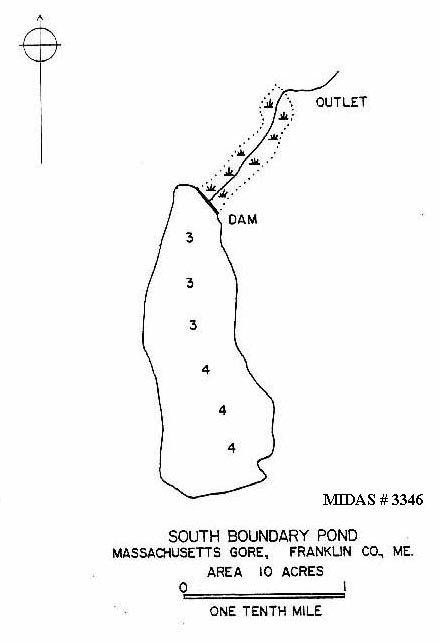 OUTLET
DAM
3
3
3
4
4
4
MIDAS # 3346
SOUTH BOUNDARY POND
MASSACHUSETTS GORE, FRANKLIN CO., ME.
AREA 10 ACRES
0 1
ONE TENTH MILE